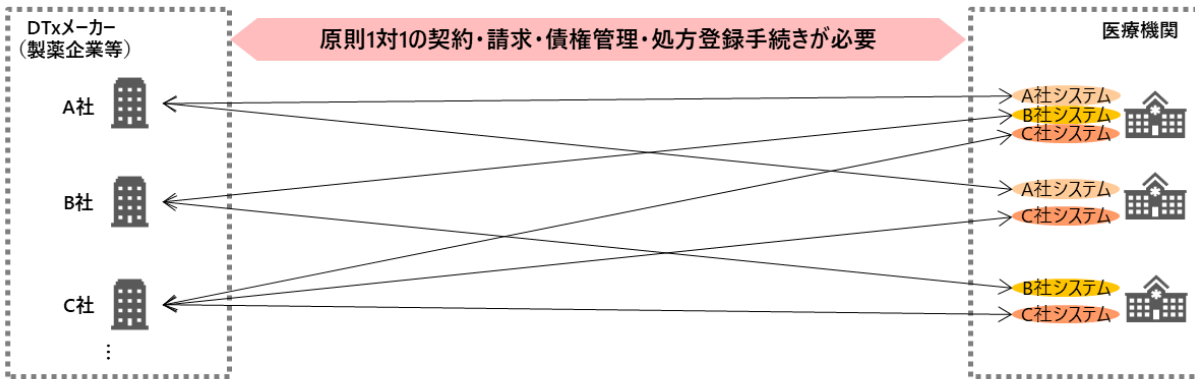 DTxメーカー
（製薬企業等）
原則1対1の契約・請求・債権管理・処方登録手続きが必要
医療機関
A社
B社
C社
⋮
A社システム
B社システム
C社システム
A社システム
C社システム
B社システム
C社システム